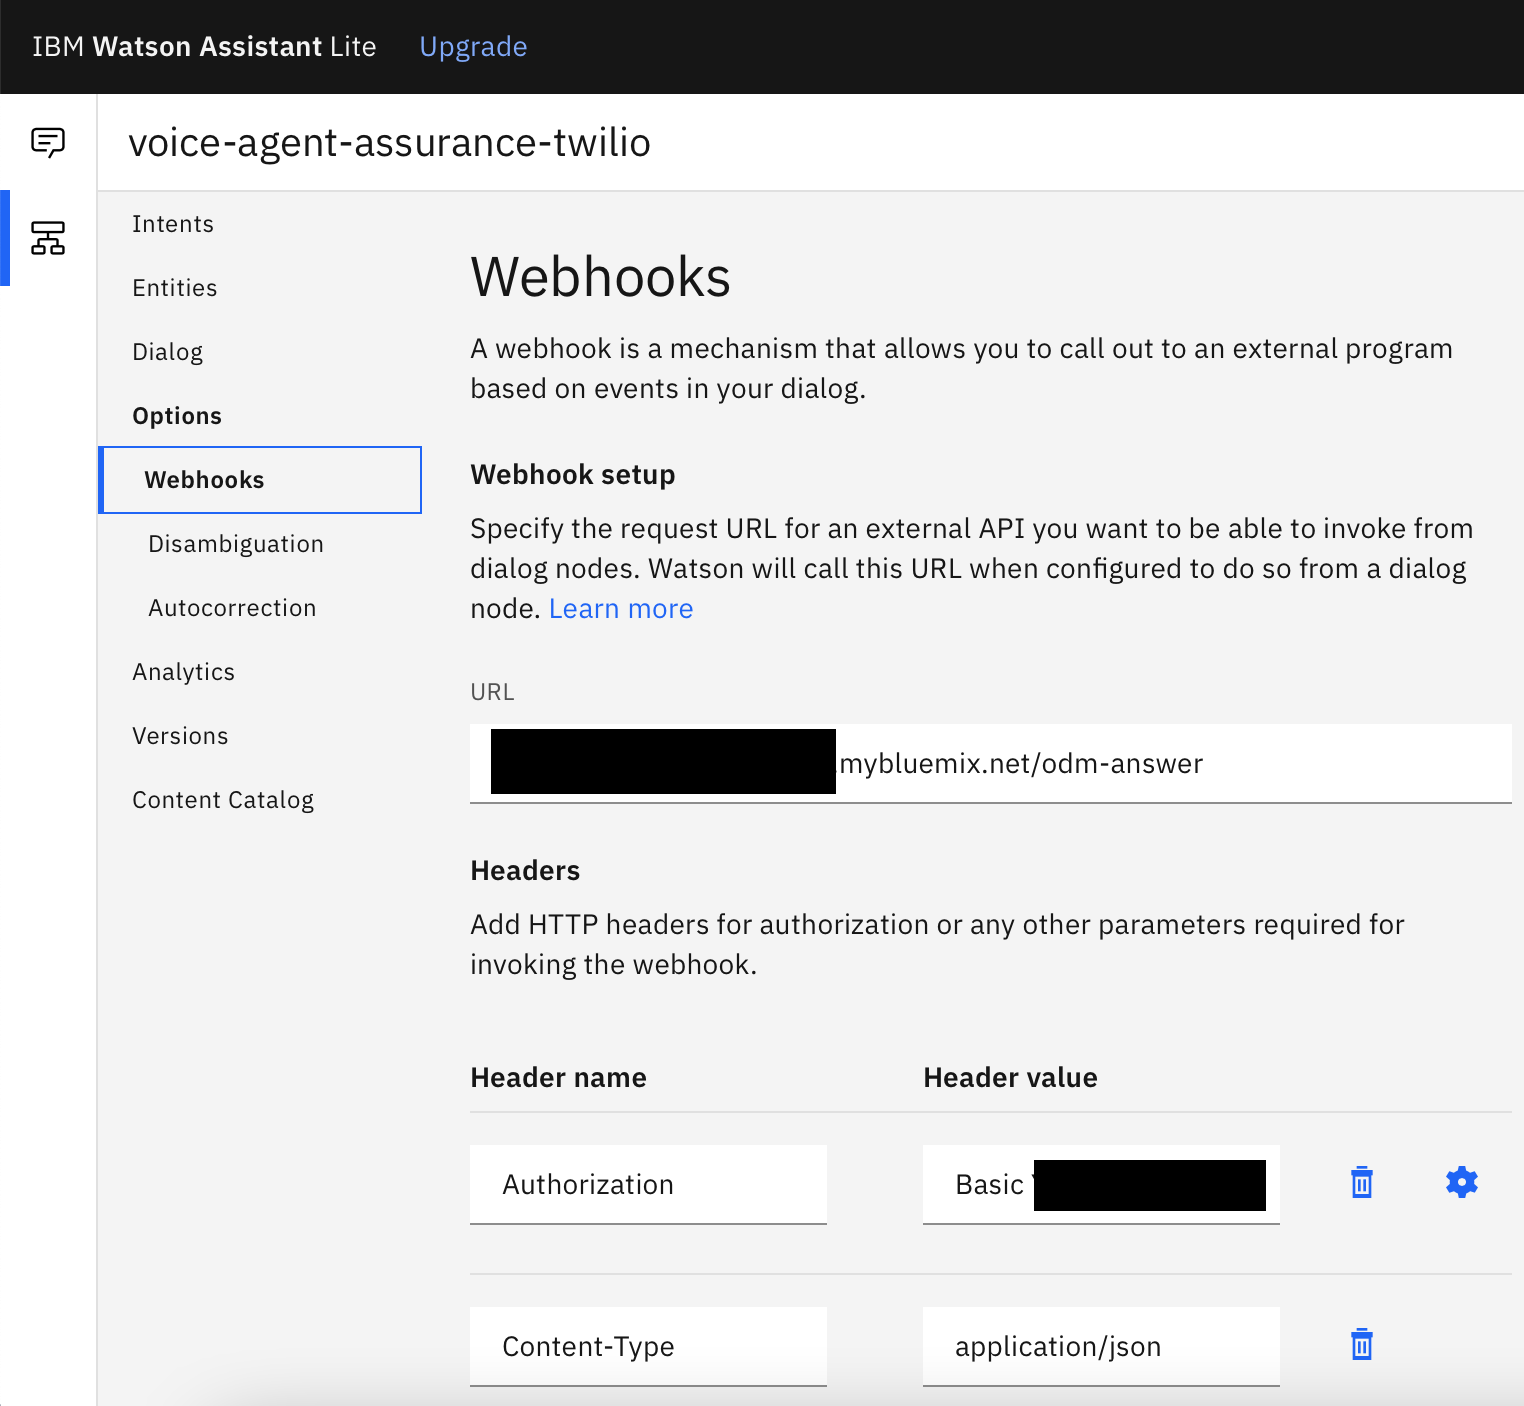 IBM Watson Assistant Lite Upgrade
voice-agent-assurance-twilio
Intents
Entities
Dialog
Options
Webhooks
Disambiguation
Autocorrection
Analytics
Versions
Content Catalog
Webhooks
A webhook is a mechanism that allows you to call out to an external program
based on events in your dialog.
Webhook setup
Specify the request URL for an external API you want to be able to invoke from
dialog nodes. Watson will call this URL when configured to do so from a dialog
node. Learn more
URL
.mybluemix.net/odm-answer
Headers
Add HTTP headers for authorization or any other parameters required for
invoking the webhook.
Header name Header value
Authorization Basic
Content-Type application/json